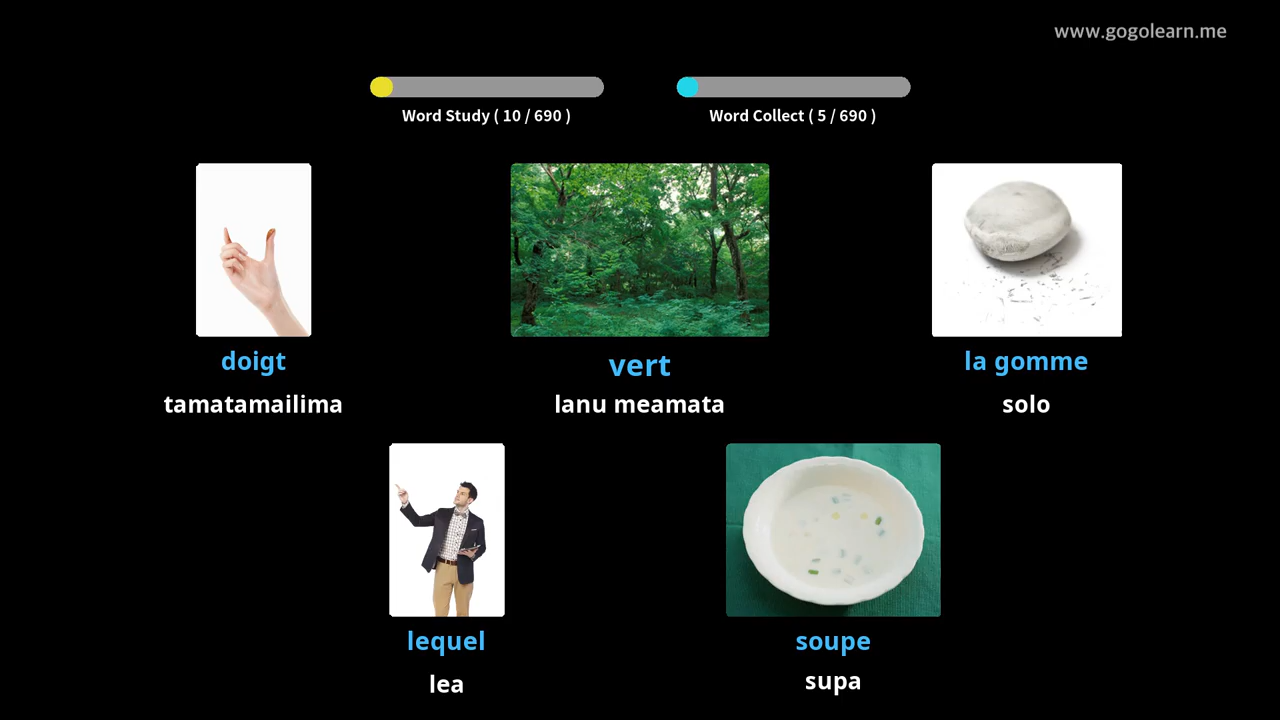 www.gogolearn.me
Word Study ( 10 / 690 )
Word Collect ( 5 / 690 )
doigt
vert
la gomme
tamatamailima
lanu meamata
solo
lequel
soupe
lea
supa